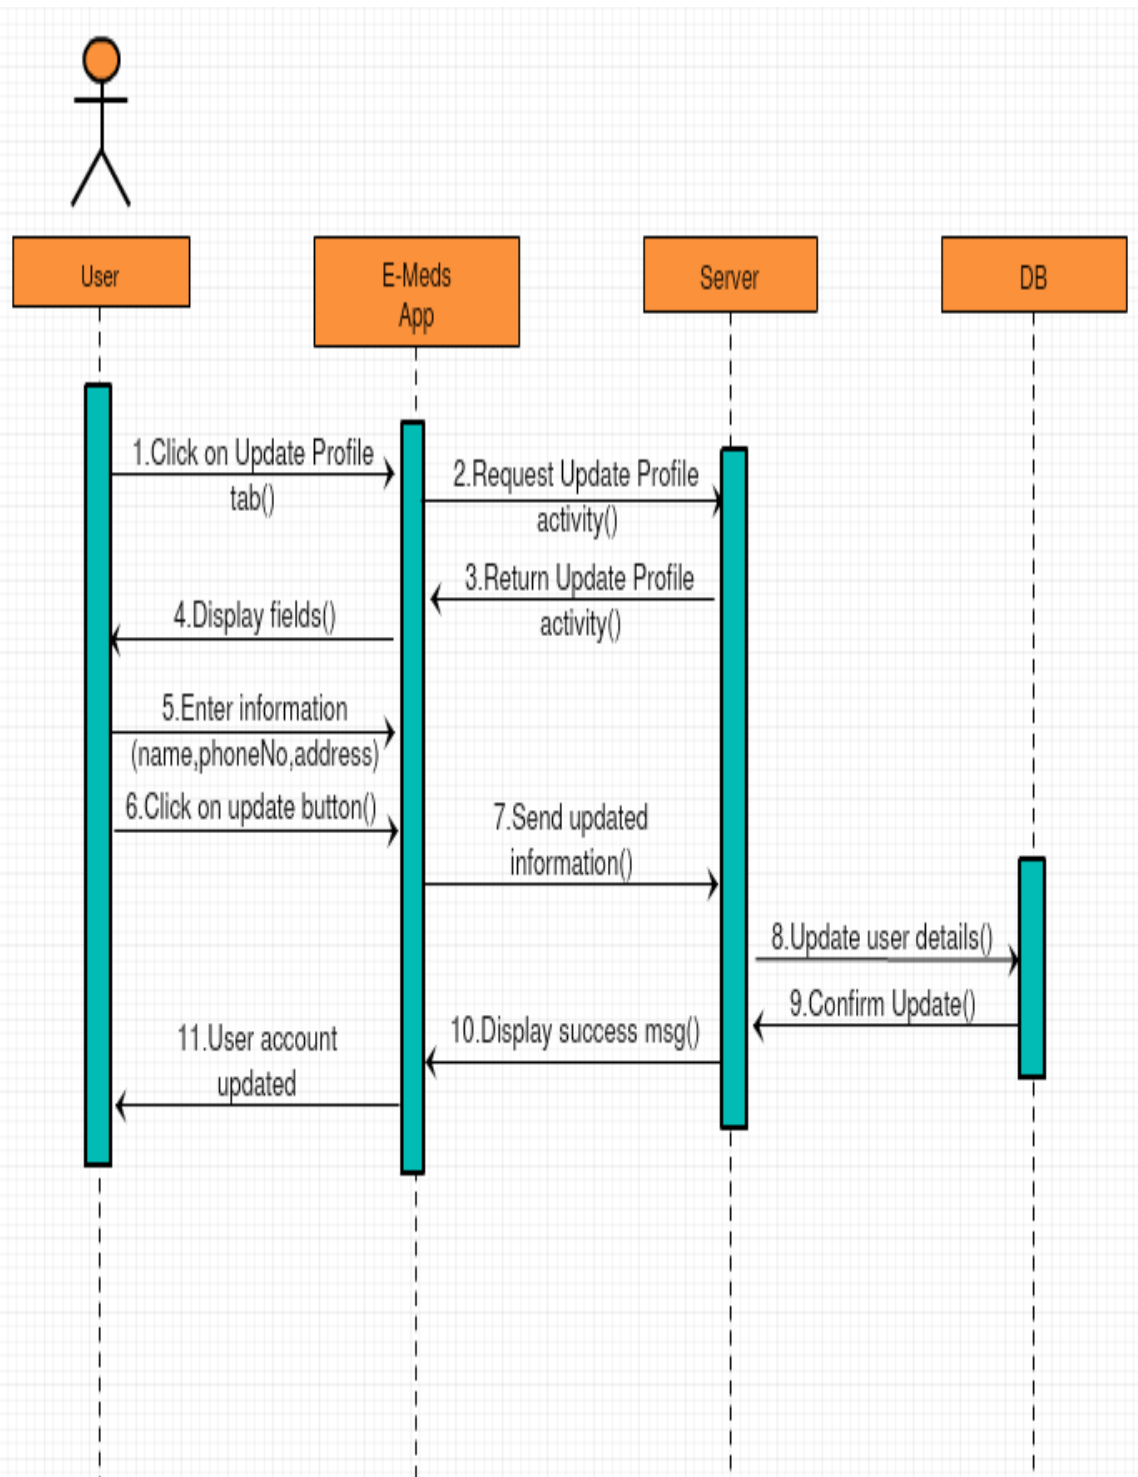 User
E-Meds
App
Server
DB
1.Click on Update Profile
tab()
2.Request Update Profile
activity()
3.Return Update Profile
activity()
4.Display fields()
5.Enter information
(name,phoneNo,address)
6.Click on update button()
7.Send updated
information()
8.Update user details()
9.Confirm Update()
10.Display success msg()
11.User account
updated